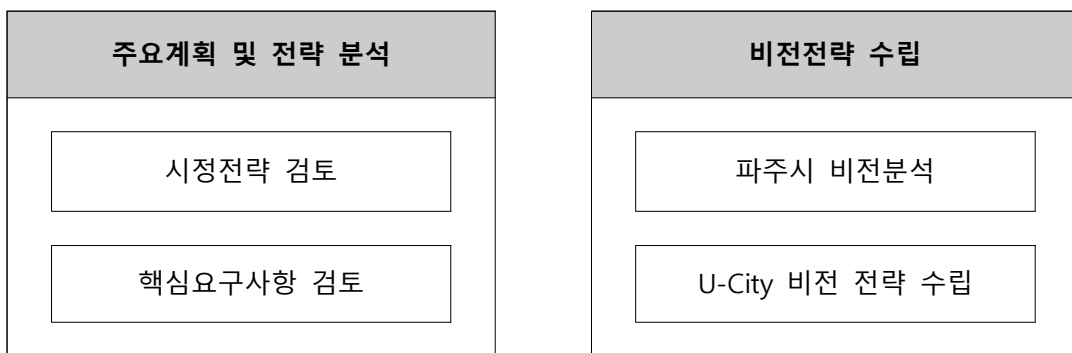 주요계획 및 전략 분석
시정전략 검토
핵심요구사항 검토
비전전략 수립
파주시 비전분석
U-City 비전 전략 수립